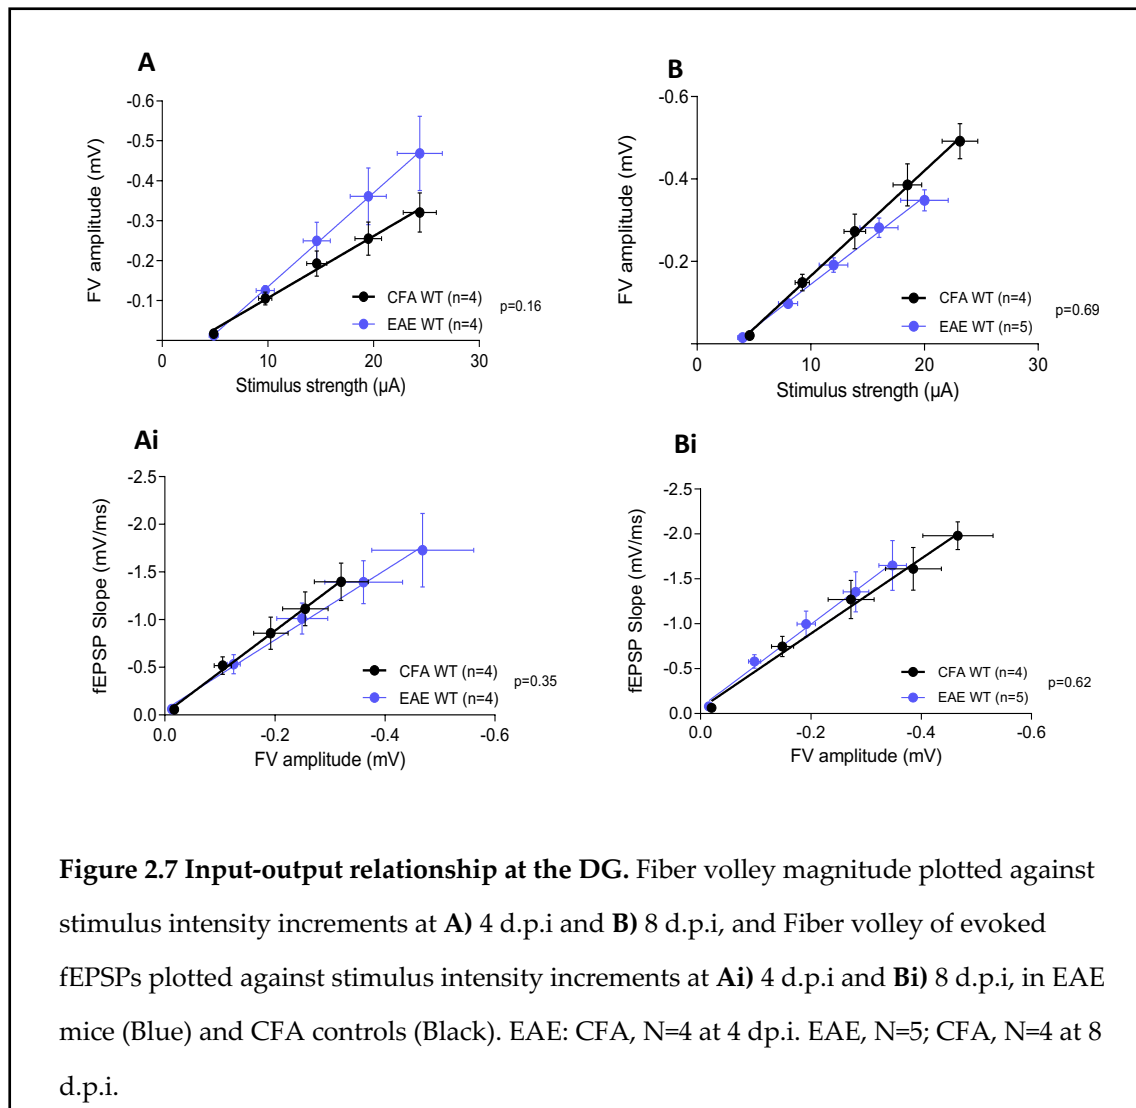 A
FV amplitude (mV)
-0.6
-0.5
-0.4
-0.3
-0.2
-0.1
CFA WT (n=4)
EAE WT (n=4)
p=0.16
0
10
20
30
Stimulus strength (µA)
B
FV amplitude (mV)
-0.6
-0.4
-0.2
CFA WT (n=4)
EAE WT (n=5)
p=0.69
0
10
20
30
Stimulus strength (µA)
Ai
fEPSP Slope (mV/ms)
-2.5
-2.0
-1.5
-1.0
-0.5
0.0
CFA WT (n=4)
EAE WT (n=4)
p=0.35
0.0
-0.2
-0.4
-0.6
FV amplitude (mV)
Bi
fEPSP Slope (mV/ms)
-2.5
-2.0
-1.5
-1.0
-0.5
0.0
CFA WT (n=4)
EAE WT (n=5)
p=0.62
0.0
-0.2
-0.4
-0.6
FV amplitude (mV)
Figure 2.7 Input-output relationship at the DG. Fiber volley magnitude plotted against
stimulus intensity increments at A) 4 d.p.i and B) 8 d.p.i, and Fiber volley of evoked
fEPSPs plotted against stimulus intensity increments at Ai) 4 d.p.i and Bi) 8 d.p.i, in EAE
mice (Blue) and CFA controls (Black). EAE: CFA, N=4 at 4 dp.i. EAE, N=5; CFA, N=4 at 8
d.p.i.